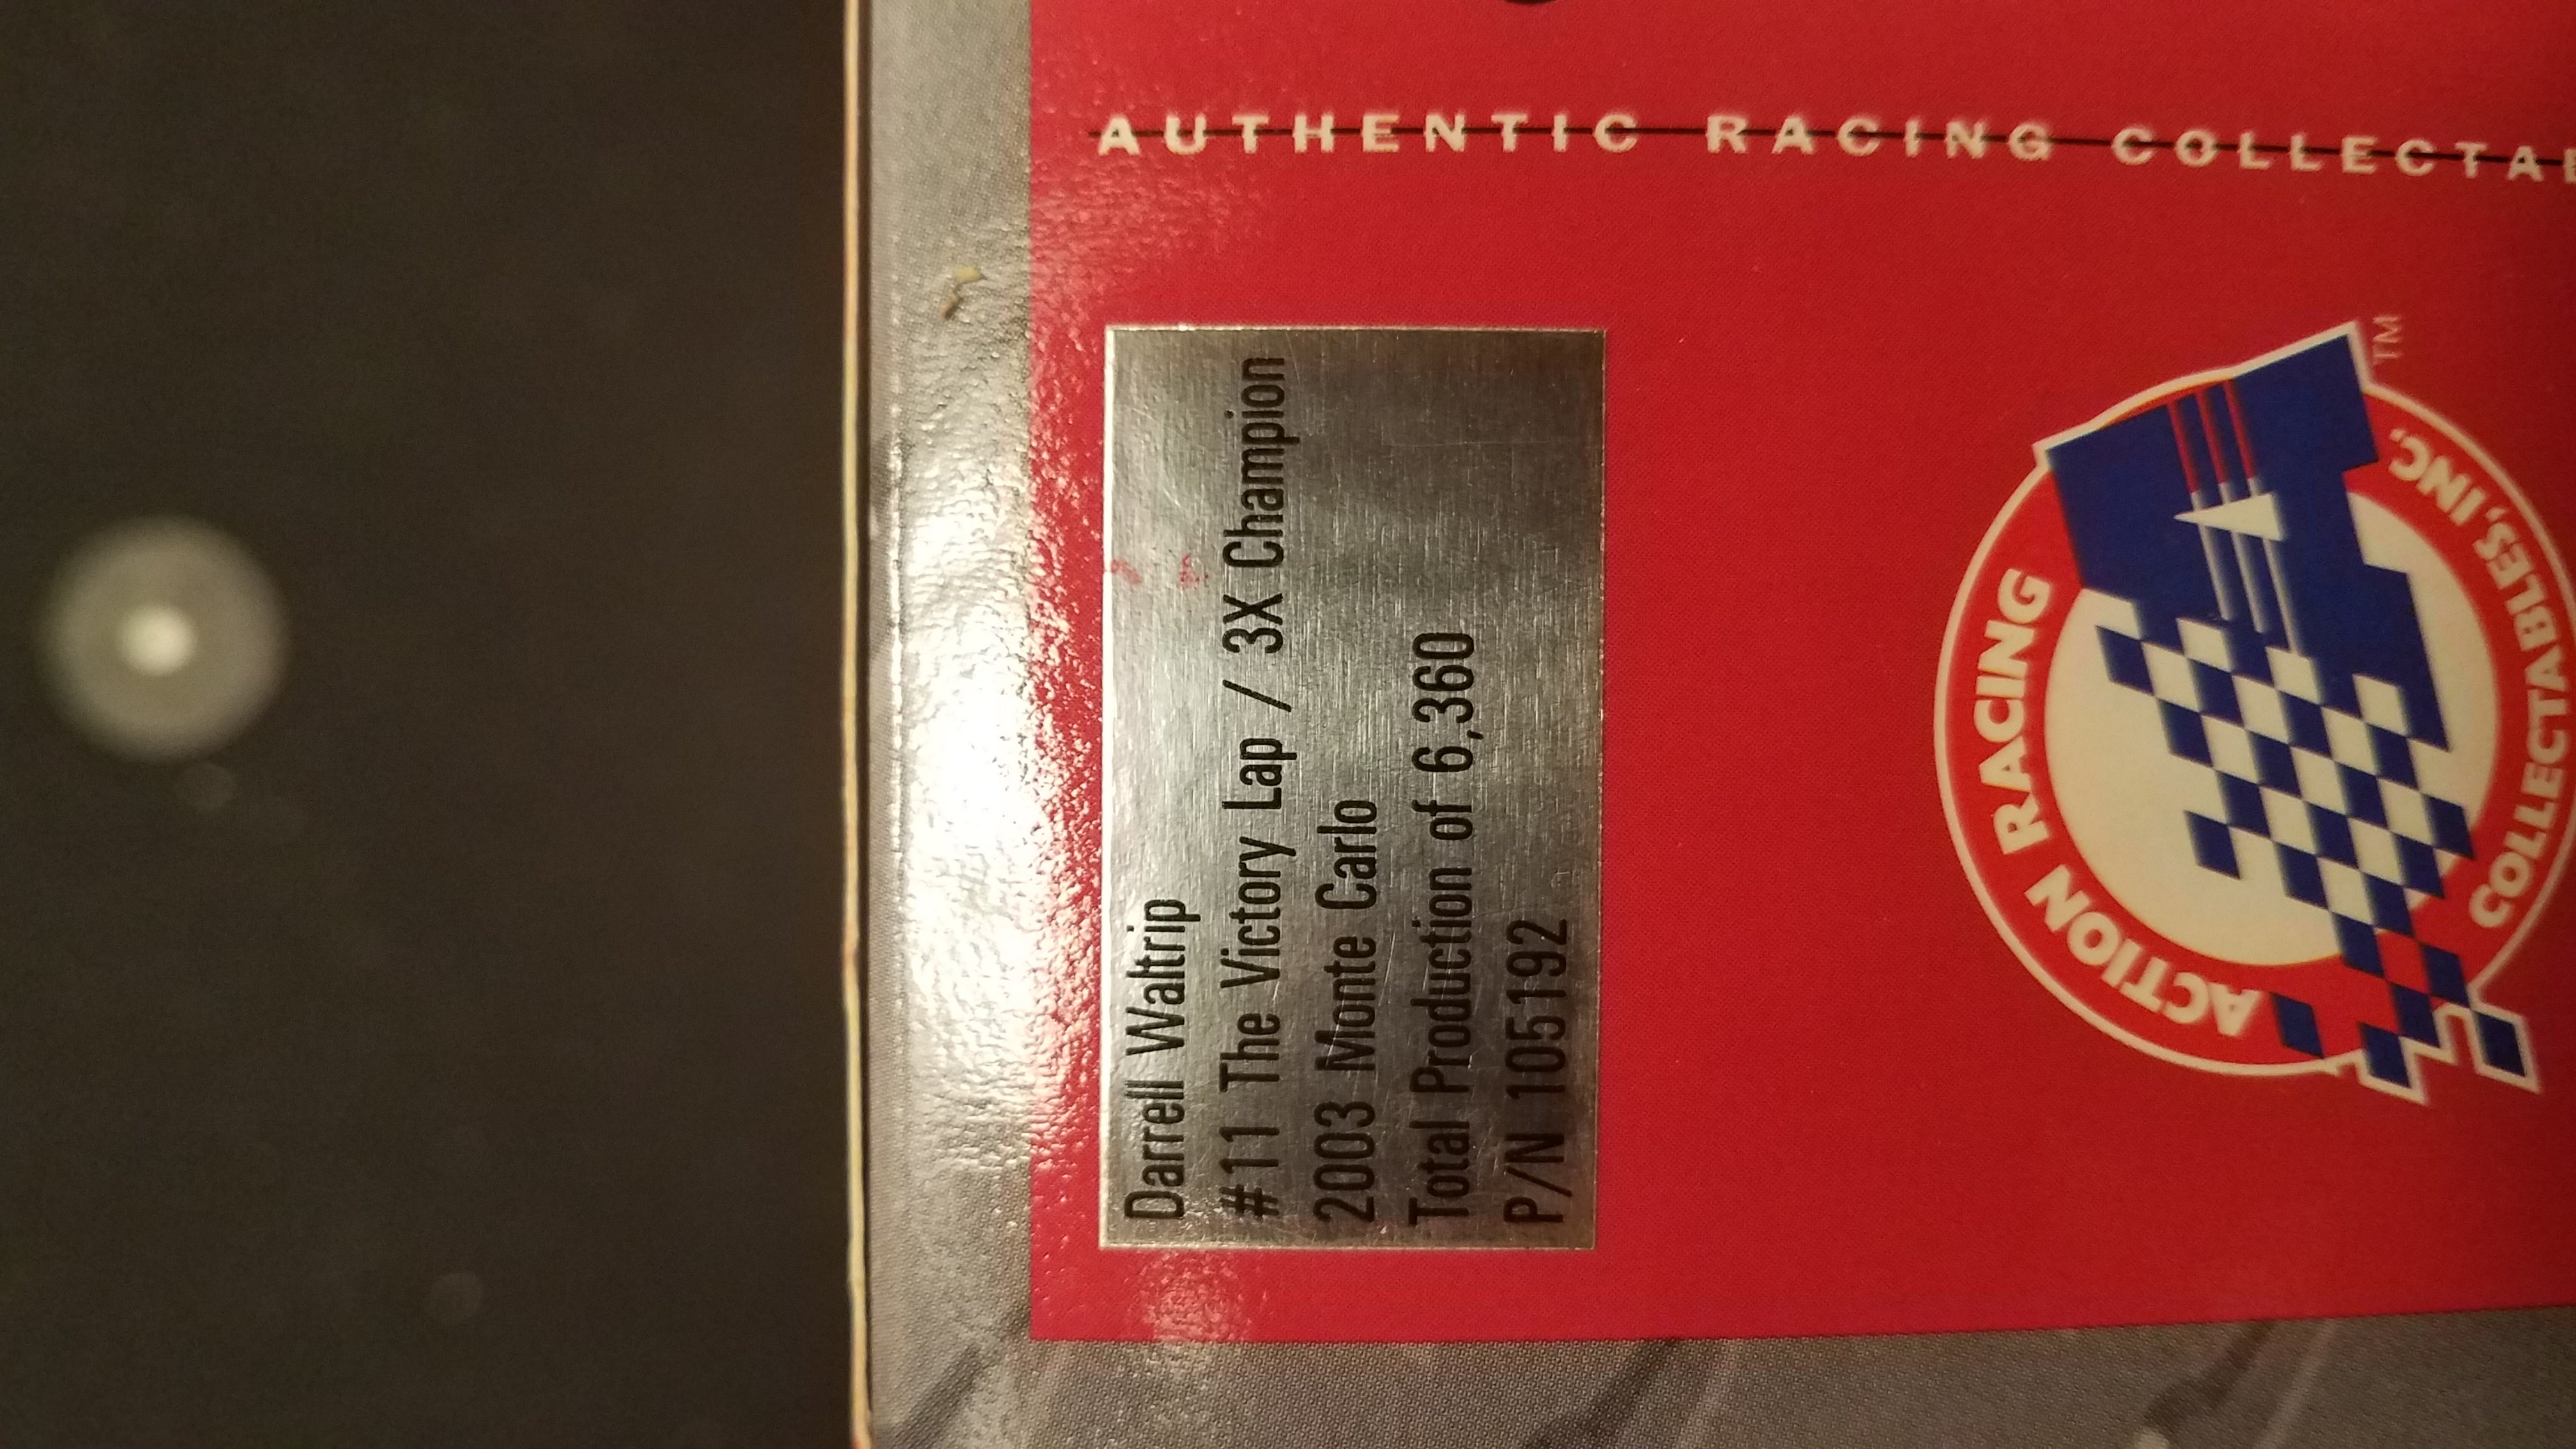 AUTHENTIC RACING
Darrell Waltrip
#11 The Victory Lap / 3X Champion
2003 Monte Carlo
Total Production of 6,360
P/N 105192
ACTION RACING
COLLECTABLES, INC.
TM